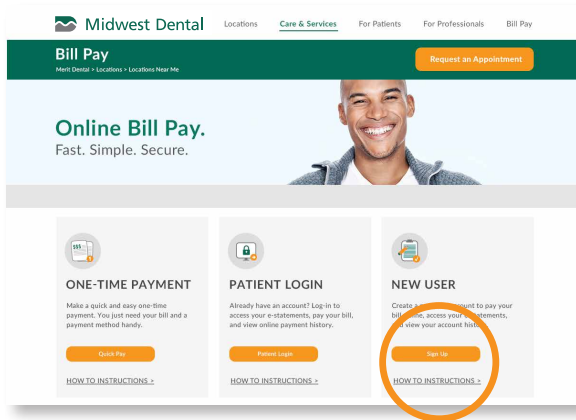 Midwest Dental
Locations Care & Services For Patients For Professionals Bill Pay
Bill Pay
Merit Dental > Locations > Locations Near Me
Request an Appointment
Online Bill Pay.
Fast. Simple. Secure.
$$$
ONE-TIME PAYMENT
Make a quick and easy one-time
payment. You just need your bill and a
payment method handy.
Quick Pay
HOW TO INSTRUCTIONS >
PATIENT LOGIN
Already have an account? Log-in to
access your e-statements, pay your bill,
and view online payment history.
Patient Login
HOW TO INSTRUCTIONS >
NEW USER
Create a account to pay your
bill online, access your e-statements,
and view your account history.
Sign Up
HOW TO INSTRUCTIONS >